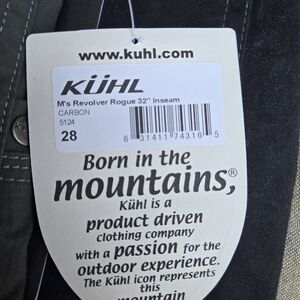 www.kuhl.com
KÜHL
M's Revolver Rogue 32" Inseam
CARBON
5124
28
6 31411 74316 5
Born in the
mountains,®
Kühl is a
product driven
clothing company
with a passion for the
outdoor experience.
The Kühl icon represents
this
mountain